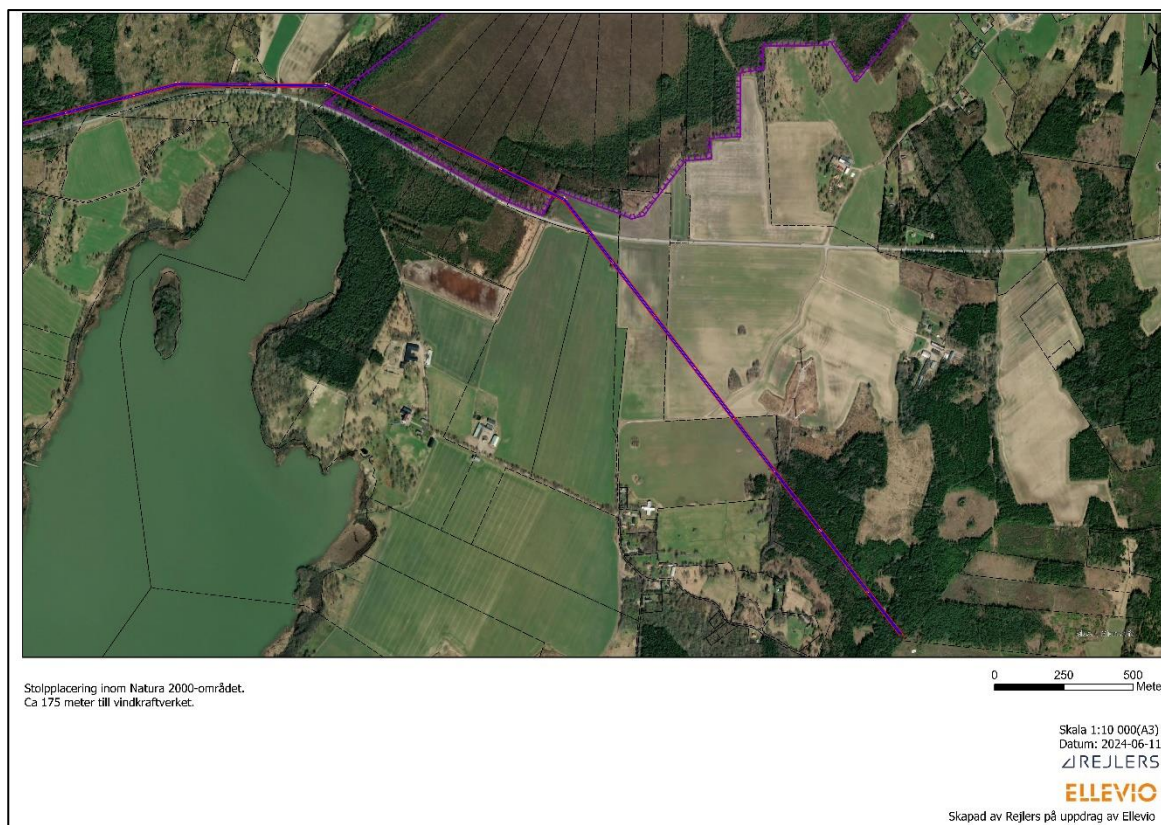 N
Stolpplacering inom Natura 2000-området.
Ca 175 meter till vindkraftverket.
0 250 500
Mete
Skala 1:10 000(A3)
Datum: 2024-06-11
REJLERS
ELLEVIO
Skapad av Rejlers på uppdrag av Ellevio